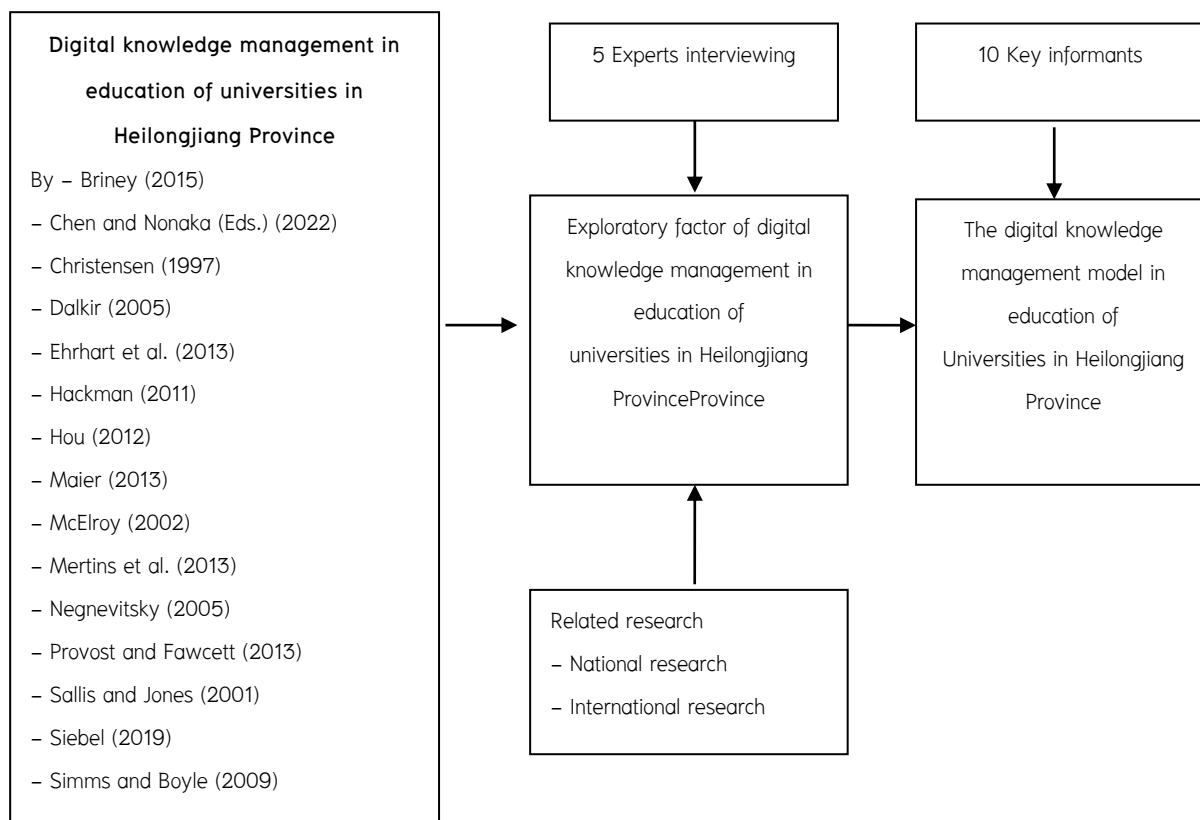 Digital knowledge management in
education of universities in
Heilongjiang Province
By – Briney (2015)
– Chen and Nonaka (Eds.) (2022)
– Christensen (1997)
– Dalkir (2005)
– Ehrhart et al. (2013)
– Hackman (2011)
– Hou (2012)
– Maier (2013)
– McElroy (2002)
– Mertins et al. (2013)
– Negnevitsky (2005)
– Provost and Fawcett (2013)
– Sallis and Jones (2001)
– Siebel (2019)
– Simms and Boyle (2009)
5 Experts interviewing
Exploratory factor of digital
knowledge management in
education of
universities in Heilongjiang
ProvinceProvince
Related research
– National research
– International research
10 Key informants
The digital knowledge
management model in
education of
Universities in Heilongjiang
Province